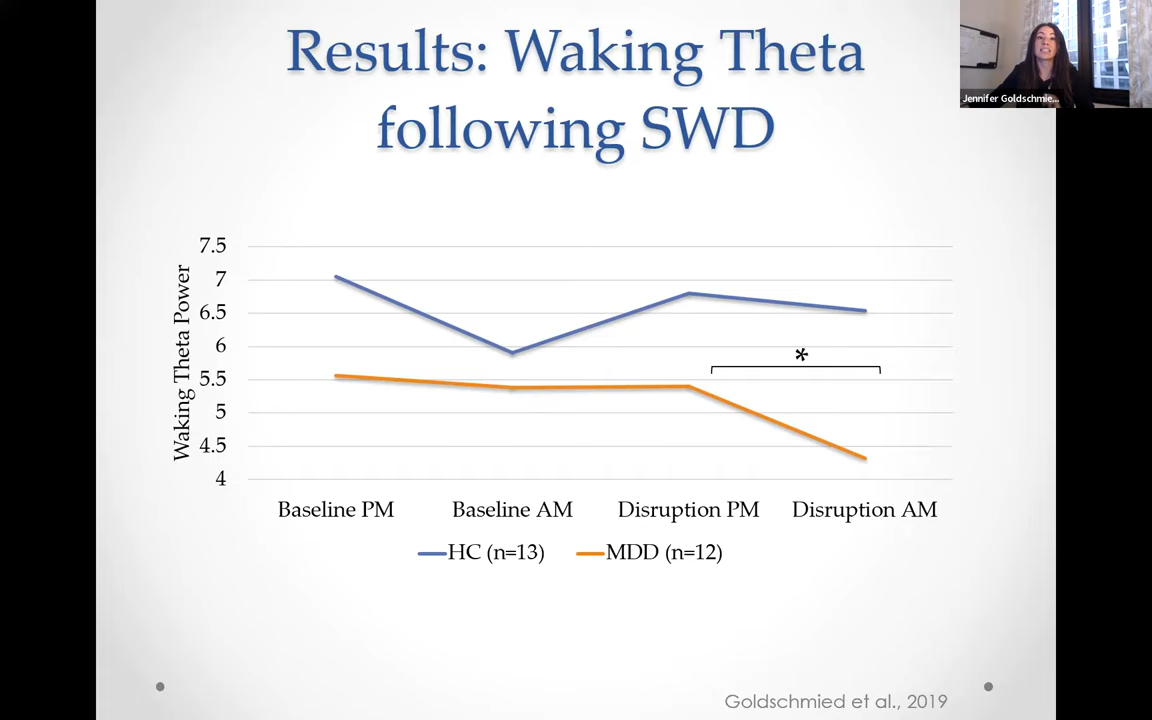 Results: Waking Theta
following SWD
Jennifer Goldschmie...
Waking Theta Power
7.5
7
6.5
6
5.5
5
4.5
4
*
Baseline PM
Baseline AM
Disruption PM
Disruption AM
HC (n=13)
MDD (n=12)
Goldschmied et al., 2019